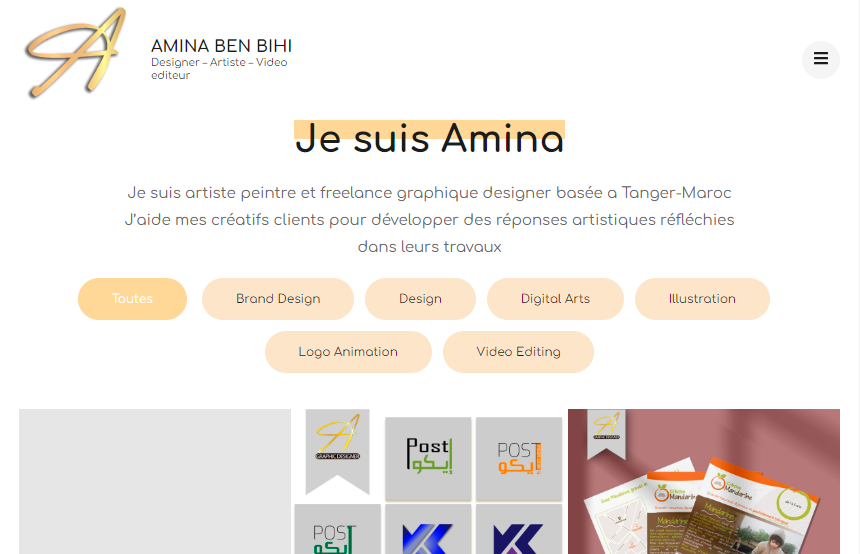 AMINA BEN BIHI
Designer – Artiste – Video
editeur
Je suis Amina
Je suis artiste peintre et freelance graphique designer basée a Tanger-Maroc
J'aide mes créatifs clients pour développer des réponses artistiques réfléchies
dans leurs travaux
Toutes
Brand Design
Design
Digital Arts
Illustration
Logo Animation
Video Editing
GRAPHIC DESIGNER
Post
إيكو
POST
إيكو
POST
إيكو
Mandarine
Mandarine
Mandarine
Mandarine